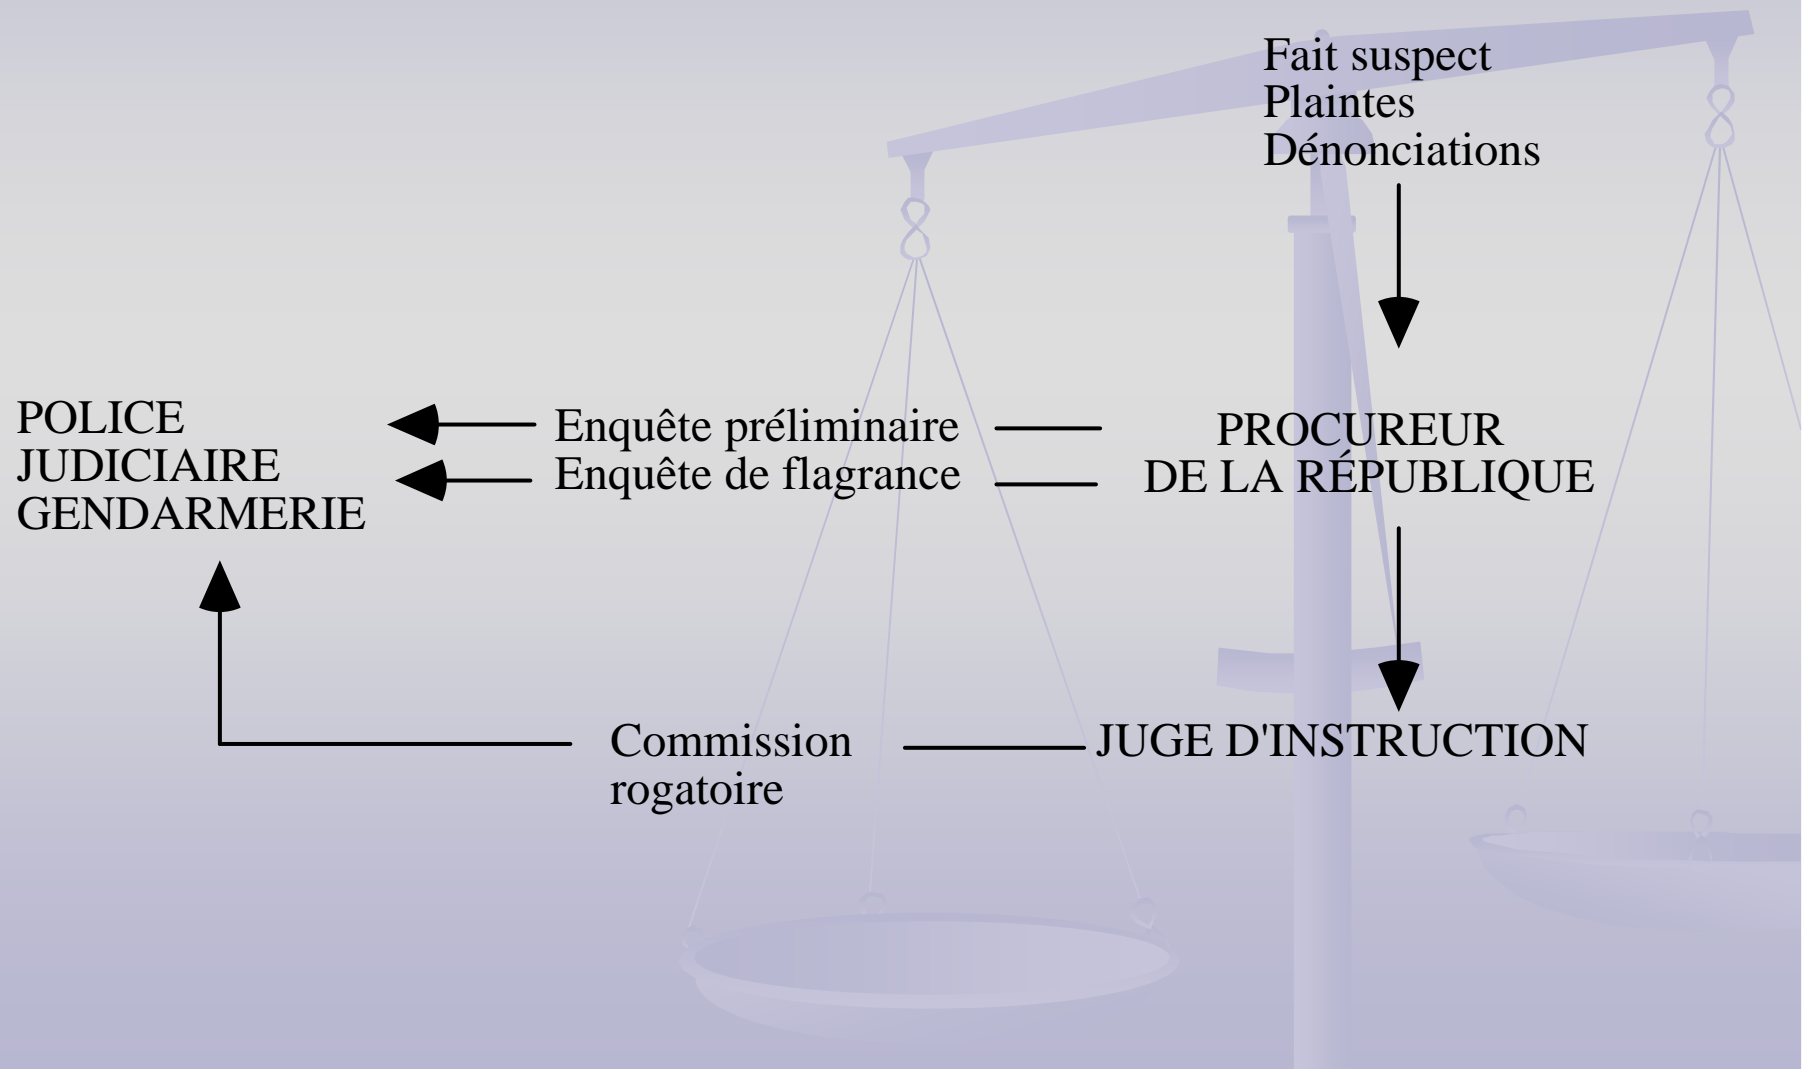 Fait suspect
Plaintes
Dénonciations
POLICE
JUDICIAIRE
GENDARMERIE
Enquête préliminaire
Enquête de flagrance
PROCUREUR
DE LA RÉPUBLIQUE
Commission
rogatoire
JUGE D'INSTRUCTION